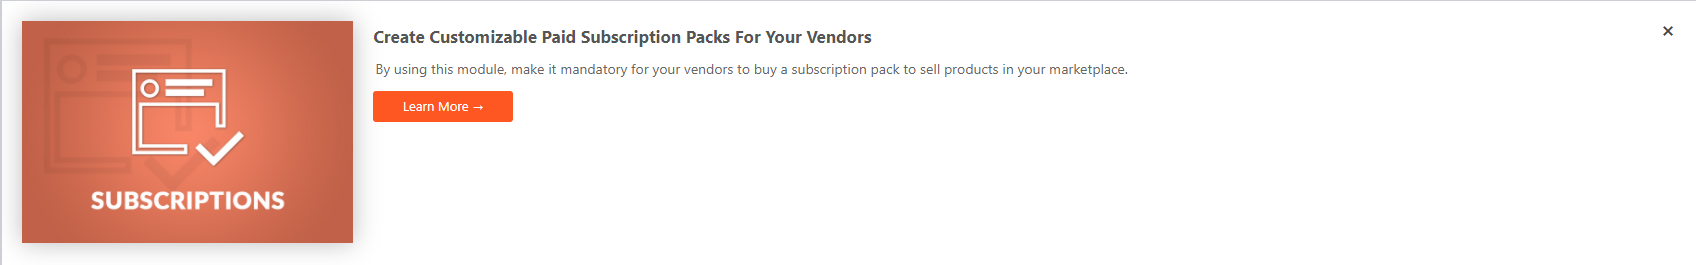 Create Customizable Paid Subscription Packs For Your Vendors
By using this module, make it mandatory for your vendors to buy a subscription pack to sell products in your marketplace.
Learn More →
SUBSCRIPTIONS